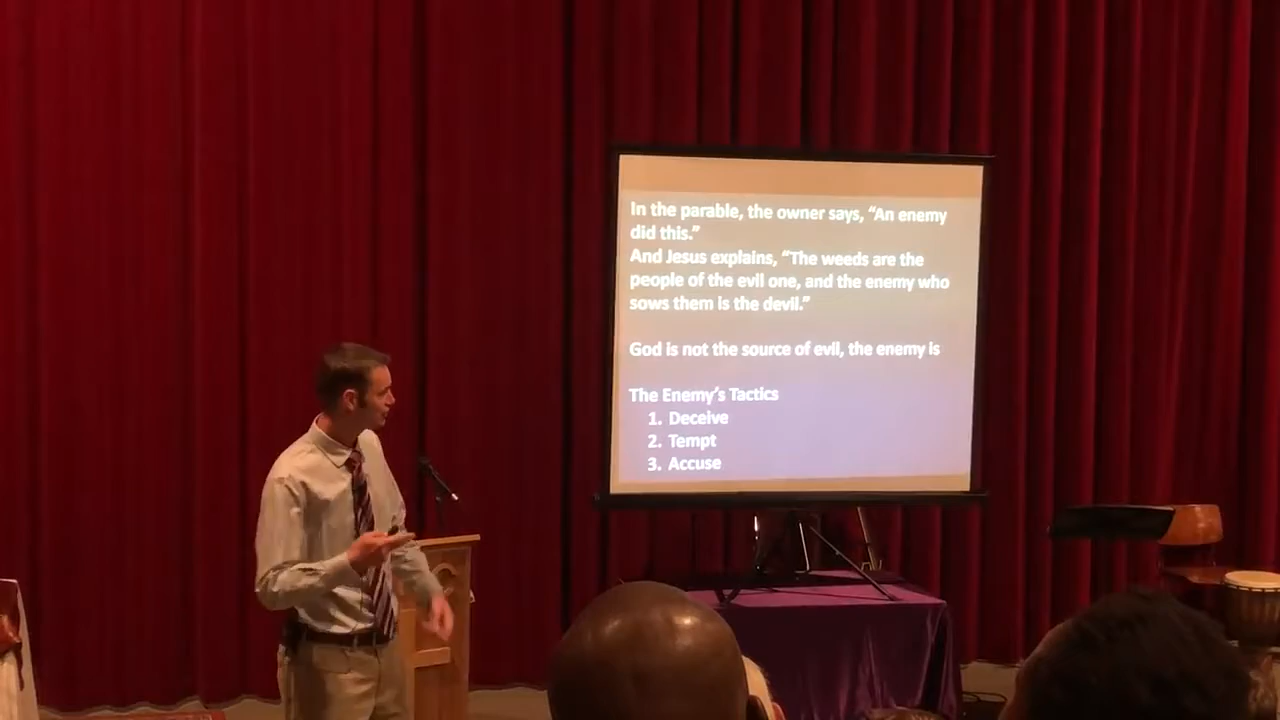 In the parable, the owner says, “An enemy
did this.”
And Jesus explains, “The weeds are the
people of the evil one, and the enemy who
sows them is the devil.”
God is not the source of evil, the enemy is
The Enemy’s Tactics
1. Deceive
2. Tempt
3. Accuse